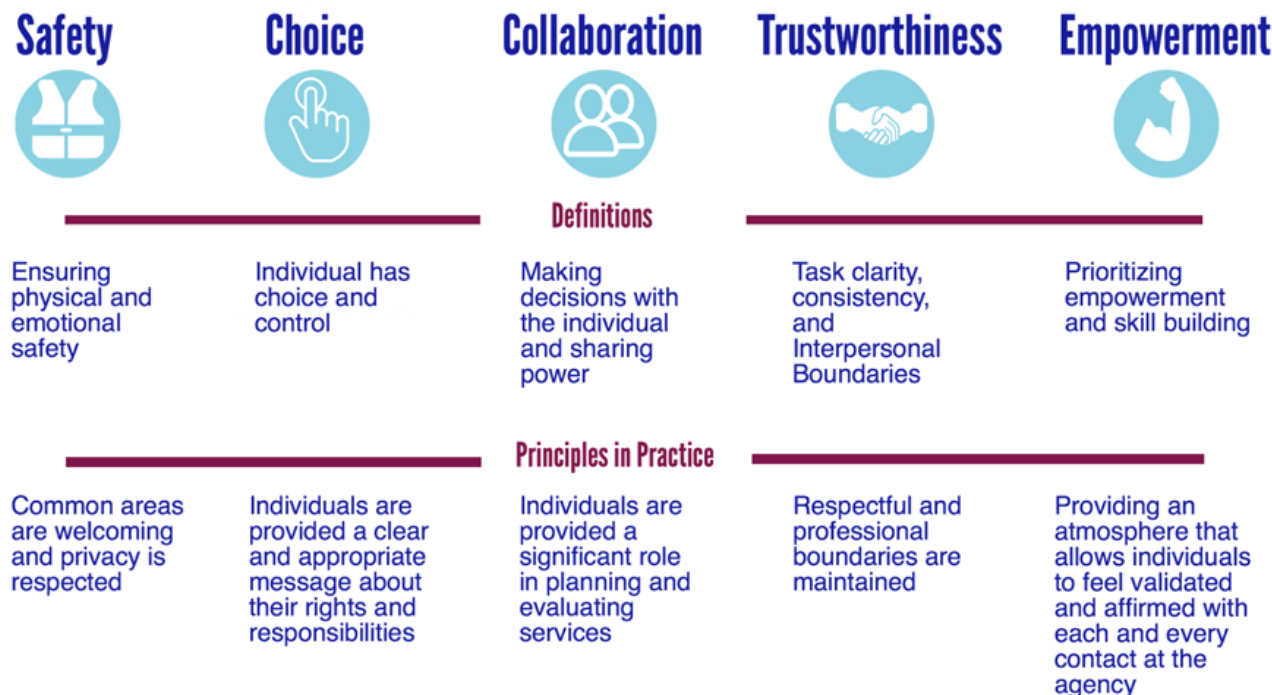 Safety
Choice
Collaboration
Trustworthiness
Empowerment
Definitions
Ensuring
physical and
emotional
safety
Individual has
choice and
control
Making
decisions with
the individual
and sharing
power
Task clarity,
consistency,
and
Interpersonal
Boundaries
Prioritizing
empowerment
and skill building
Principles in Practice
Common areas
are welcoming
and privacy is
respected
Individuals are
provided a clear
and appropriate
message about
their rights and
responsibilities
Individuals are
provided a
significant role
in planning and
evaluating
services
Respectful and
professional
boundaries are
maintained
Providing an
atmosphere that
allows individuals
to feel validated
and affirmed with
each and every
contact at the
agency